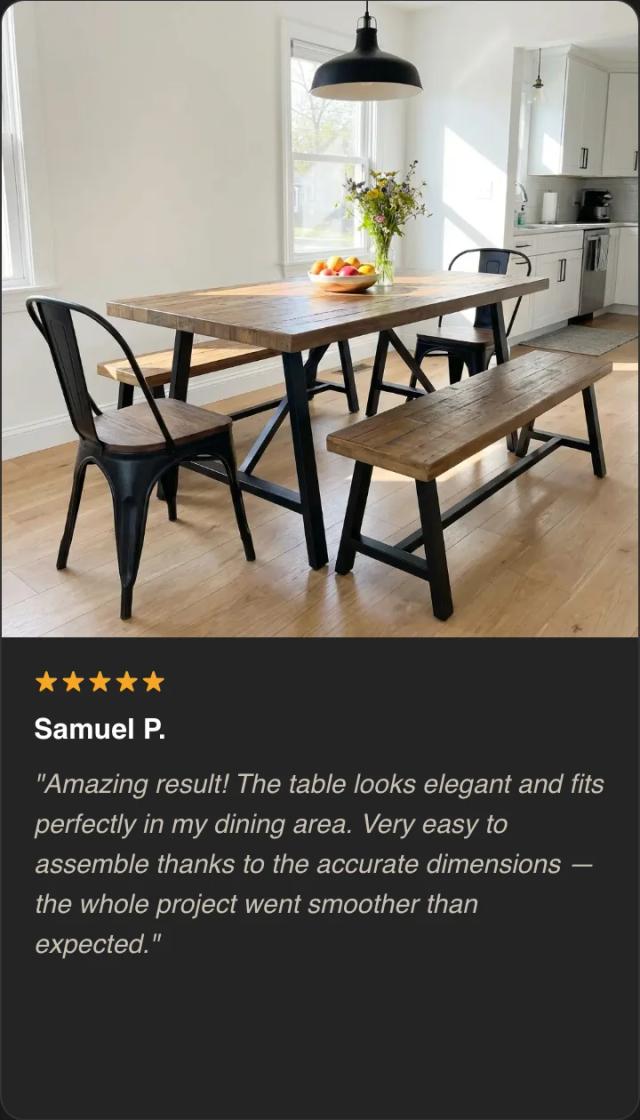 Samuel P.
"Amazing result! The table looks elegant and fits
perfectly in my dining area. Very easy to
assemble thanks to the accurate dimensions —
the whole project went smoother than
expected."